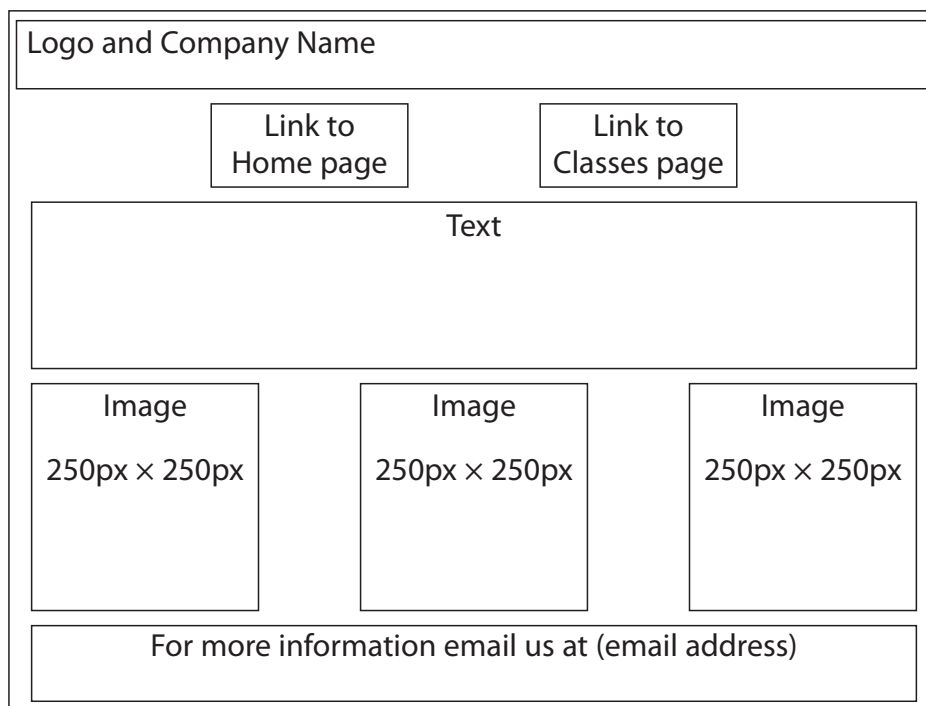 Logo and Company Name
Link to
Home page
Link to
Classes page
Text
Image
250px × 250px
Image
250px × 250px
Image
250px × 250px
For more information email us at (email address)